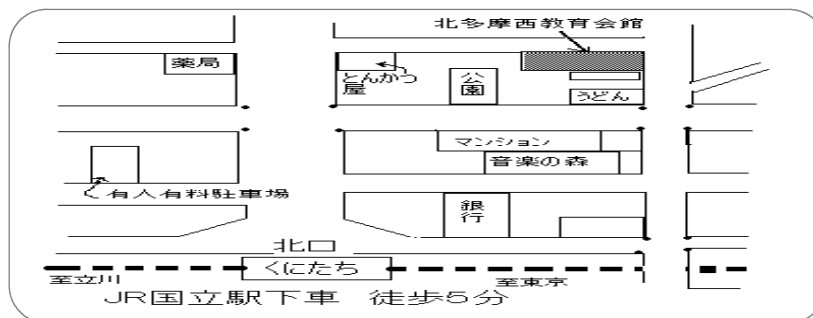 北多摩西教育会館
薬局
とんかつ
屋
公
園
うどん
マンション
音楽の森
有人有料駐車場
銀
行
北口
くにたち
至立川
至東京
JR国立駅下車 徒歩5分